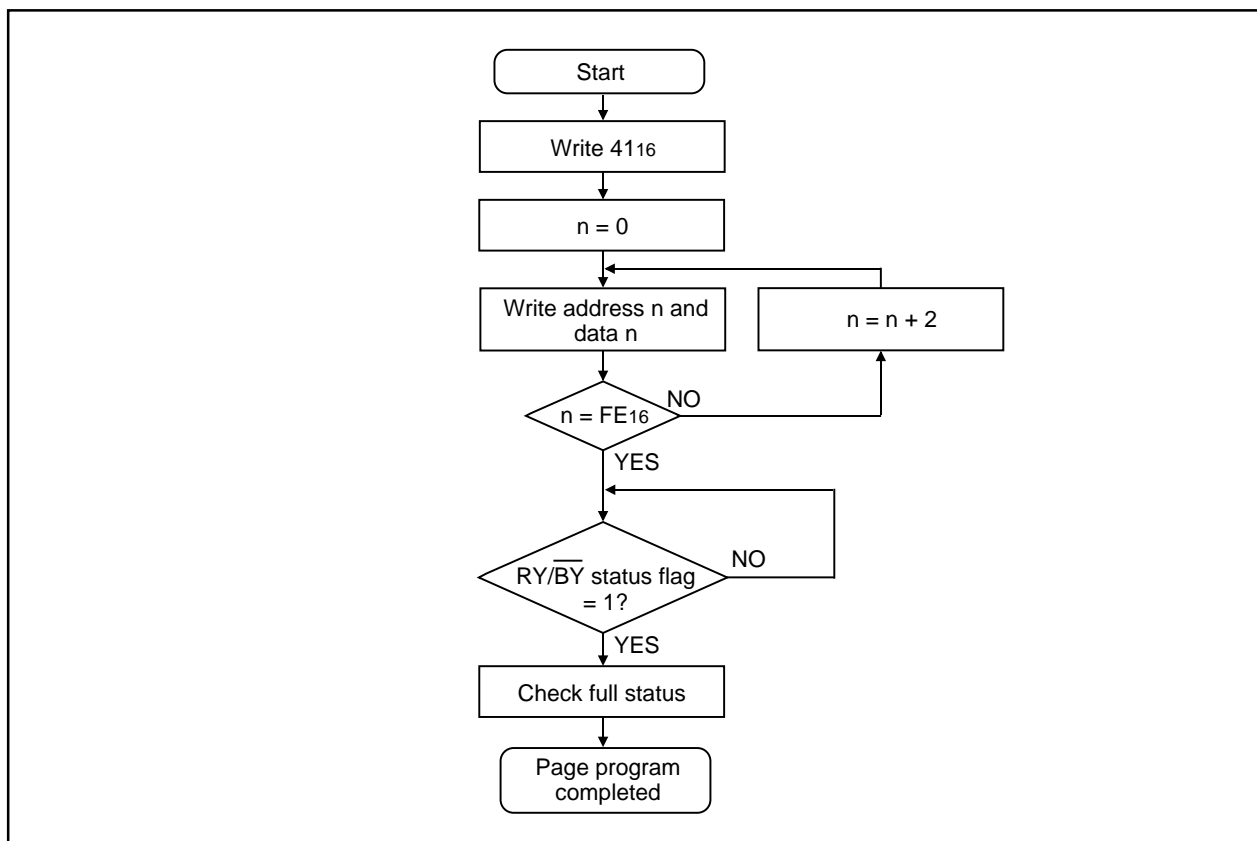 Start
Write 4116
n = 0
Write address n and
data n
n = n + 2
n = FE16
NO
YES
RY/B̅Y̅ status flag
= 1?
NO
YES
Check full status
Page program
completed